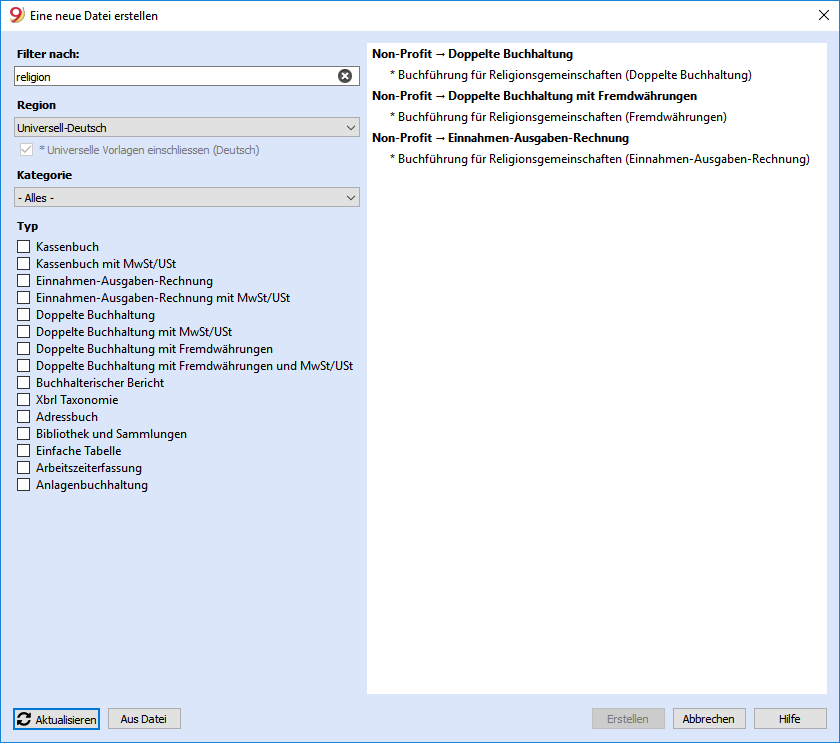 Eine neue Datei erstellen
Filter nach:
religion
Region
Universell-Deutsch
* Universelle Vorlagen einschliessen (Deutsch)
Kategorie
- Alles -
Typ
Kassenbuch
Kassenbuch mit MwSt/USt
Einnahmen-Ausgaben-Rechnung
Einnahmen-Ausgaben-Rechnung mit MwSt/USt
Doppelte Buchhaltung
Doppelte Buchhaltung mit MwSt/USt
Doppelte Buchhaltung mit Fremdwährungen
Doppelte Buchhaltung mit Fremdwährungen und MwSt/USt
Buchhalterischer Bericht
Xbrl Taxonomie
Adressbuch
Bibliothek und Sammlungen
Einfache Tabelle
Arbeitszeiterfassung
Anlagenbuchhaltung
Non-Profit → Doppelte Buchhaltung
* Buchführung für Religionsgemeinschaften (Doppelte Buchhaltung)
Non-Profit → Doppelte Buchhaltung mit Fremdwährungen
* Buchführung für Religionsgemeinschaften (Fremdwährungen)
Non-Profit → Einnahmen-Ausgaben-Rechnung
* Buchführung für Religionsgemeinschaften (Einnahmen-Ausgaben-Rechnung)
Aktualisieren
Aus Datei
Erstellen
Abbrechen
Hilfe